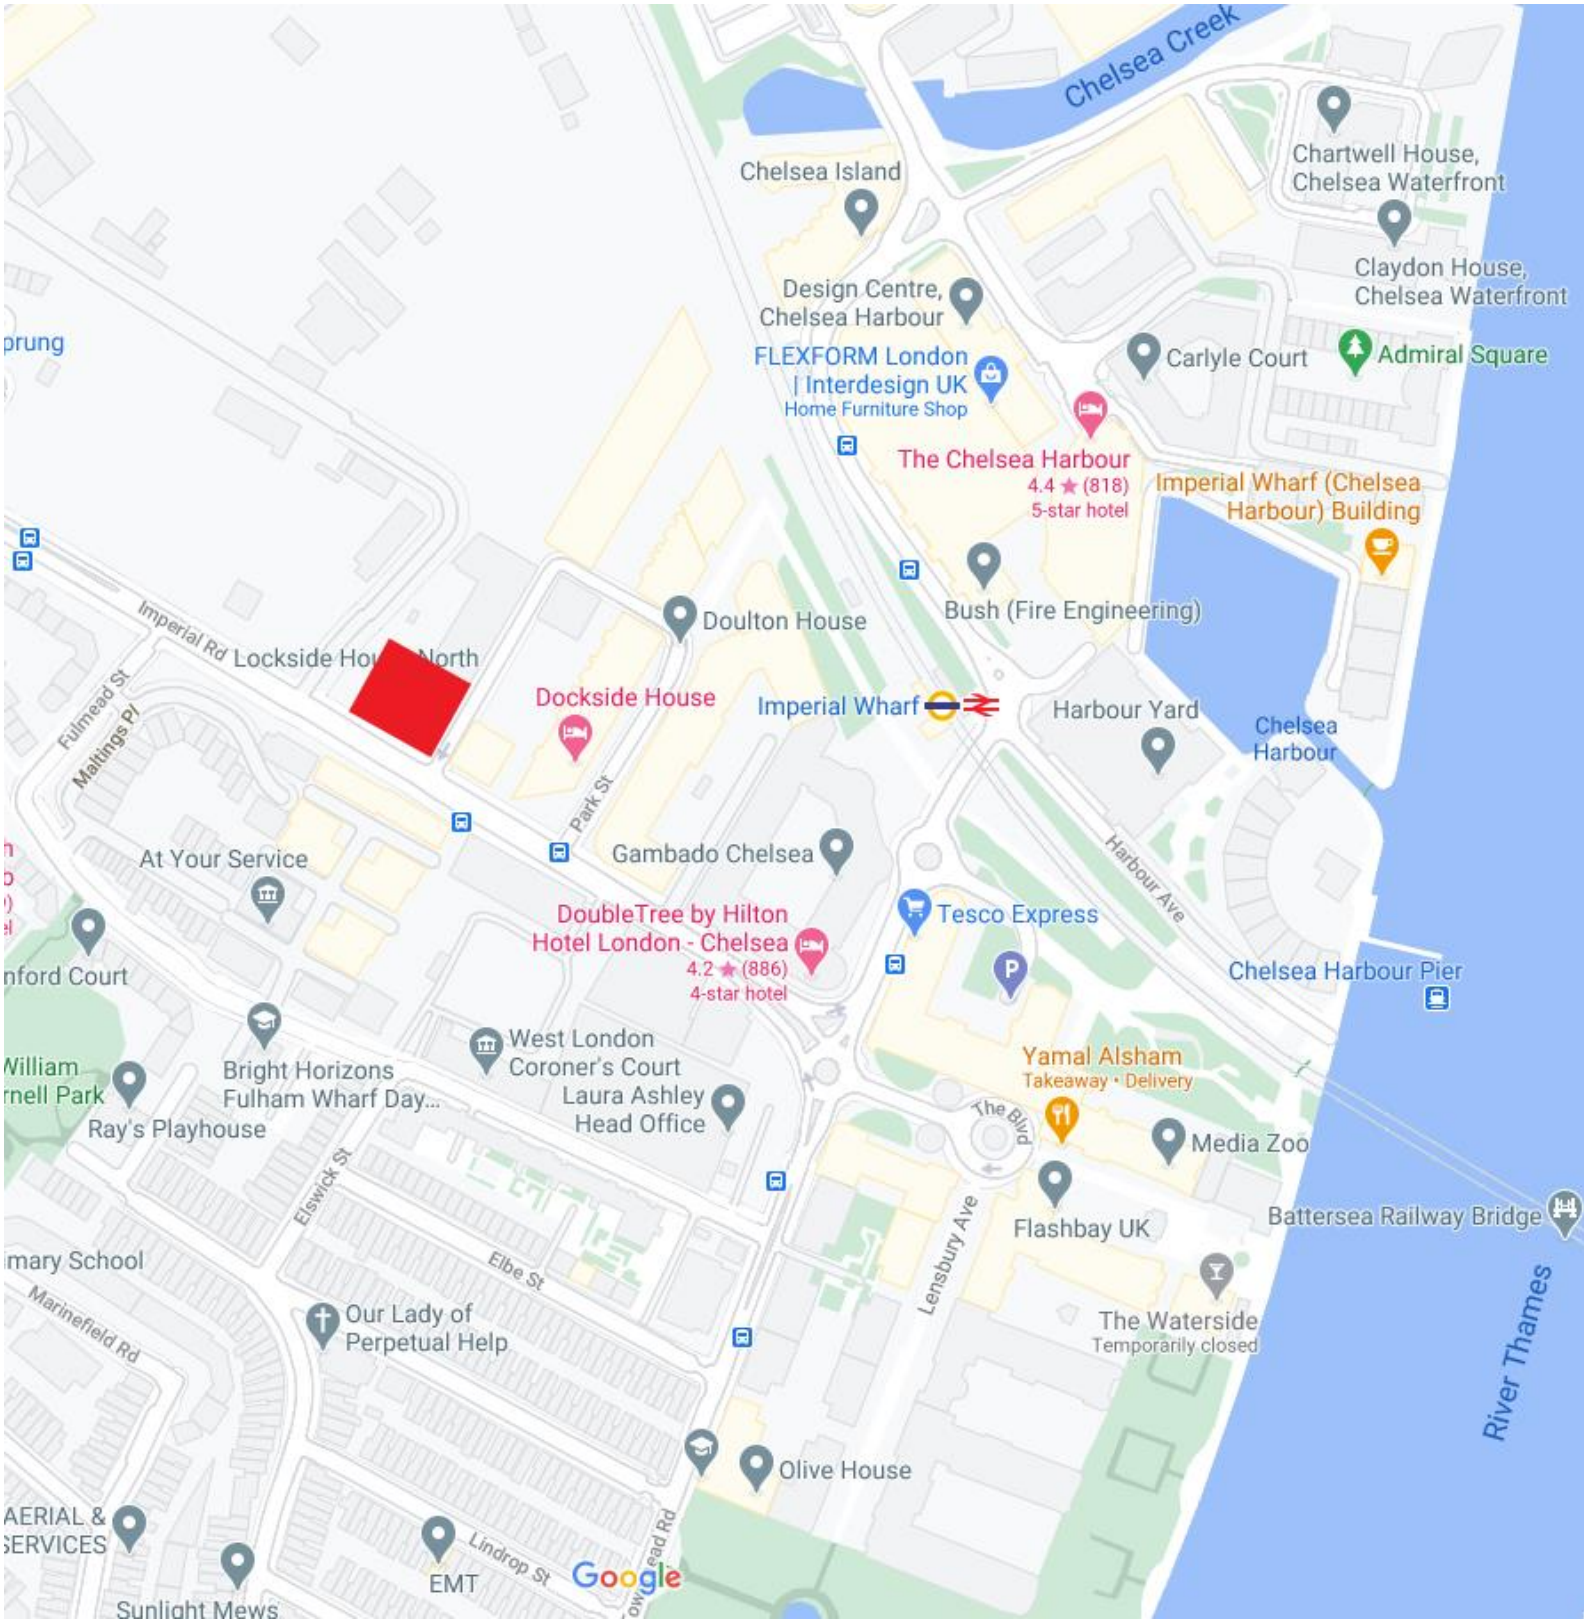 Chelsea Creek
Chartwell House,
Chelsea Waterfront
Chelsea Island
Claydon House,
Chelsea Waterfront
Design Centre,
Chelsea Harbour
prung
FLEXFORM London
| Interdesign UK
Home Furniture Shop
Carlyle Court
Admiral Square
The Chelsea Harbour
4.4 ★ (818)
5-star hotel
Imperial Wharf (Chelsea
Harbour) Building
Imperial Rd
Bush (Fire Engineering)
Doulton House
Lockside Hou
North
Fulmead St
Maltings Pl
Dockside House
Imperial Wharf
Harbour Yard
Chelsea
Harbour
Park St
At Your Service
Gambado Chelsea
Harbour Ave
h
DoubleTree by Hilton
Hotel London - Chelsea
4.2 ★ (886)
4-star hotel
Tesco Express
P
nford Court
Chelsea Harbour Pier
William
rnell Park
Bright Horizons
Fulham Wharf Day...
West London
Coroner's Court
Laura Ashley
Head Office
Yamal Alsham
Takeaway • Delivery
Ray's Playhouse
The Blvd
Media Zoo
Elswick St
Lensbury Ave
Flashbay UK
Battersea Railway Bridge
mary School
Elbe St
Marinefield Rd
Our Lady of
Perpetual Help
The Waterside
Temporarily closed
River Thames
Olive House
AERIAL &
SERVICES
EMT
Lindrop St
Google
ead Rd
Sunlight Mews